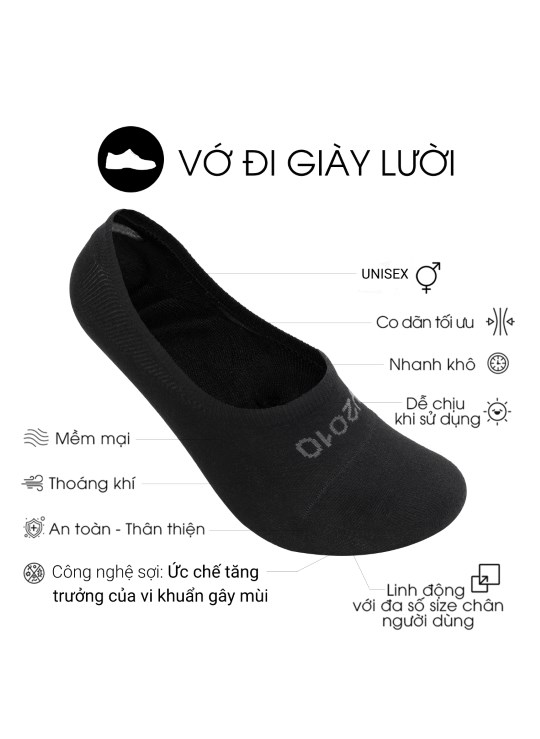 VỚ ĐI GIÀY LƯỜI
UNISEX
Co dãn tối ưu
Nhanh khô
Dễ chịu
khi sử dụng
Mềm mại
Thoáng khí
An toàn - Thân thiện
Công nghệ sợi: Ức chế tăng
trưởng của vi khuẩn gây mùi
Linh động
với đa số size chân
người dùng